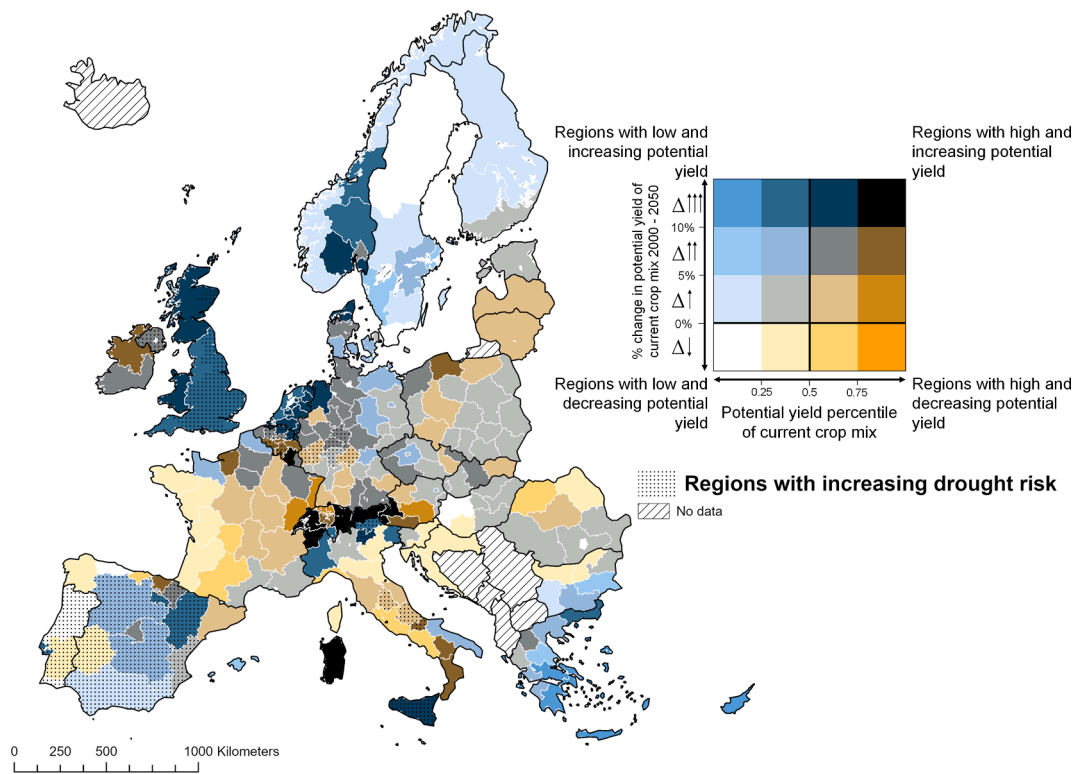 Regions with low and
increasing potential
yield
Regions with high and
increasing potential
yield
% change in potential yield of
current crop mix 2000 - 2050
Δ↑↑↑
10%
Δ↑↑
5%
Δ↑
0%
Δ↓
Regions with low and
decreasing potential
yield
0.25 0.5 0.75
Potential yield percentile
of current crop mix
Regions with high and
decreasing potential
yield
Regions with increasing drought risk
No data
0 250 500 1000 Kilometers